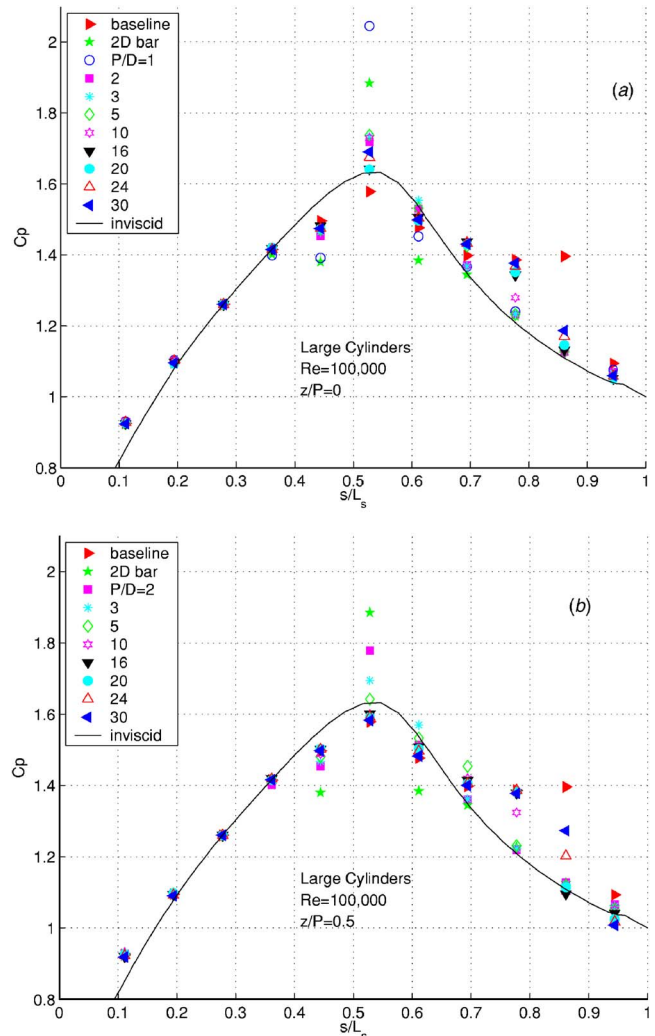 baseline
2D bar
P/D=1
2
3
5
10
16
20
24
30
inviscid
(a)
Cp
2
1.8
1.6
1.4
1.2
1
0.8
Large Cylinders
Re=100,000
z/P=0
0 0.1 0.2 0.3 0.4 0.5 0.6 0.7 0.8 0.9 1
s/Ls
baseline
2D bar
P/D=2
3
5
10
16
20
24
30
inviscid
(b)
Cp
2
1.8
1.6
1.4
1.2
1
0.8
Large Cylinders
Re=100,000
z/P=0.5
0 0.1 0.2 0.3 0.4 0.5 0.6 0.7 0.8 0.9 1
s/Ls